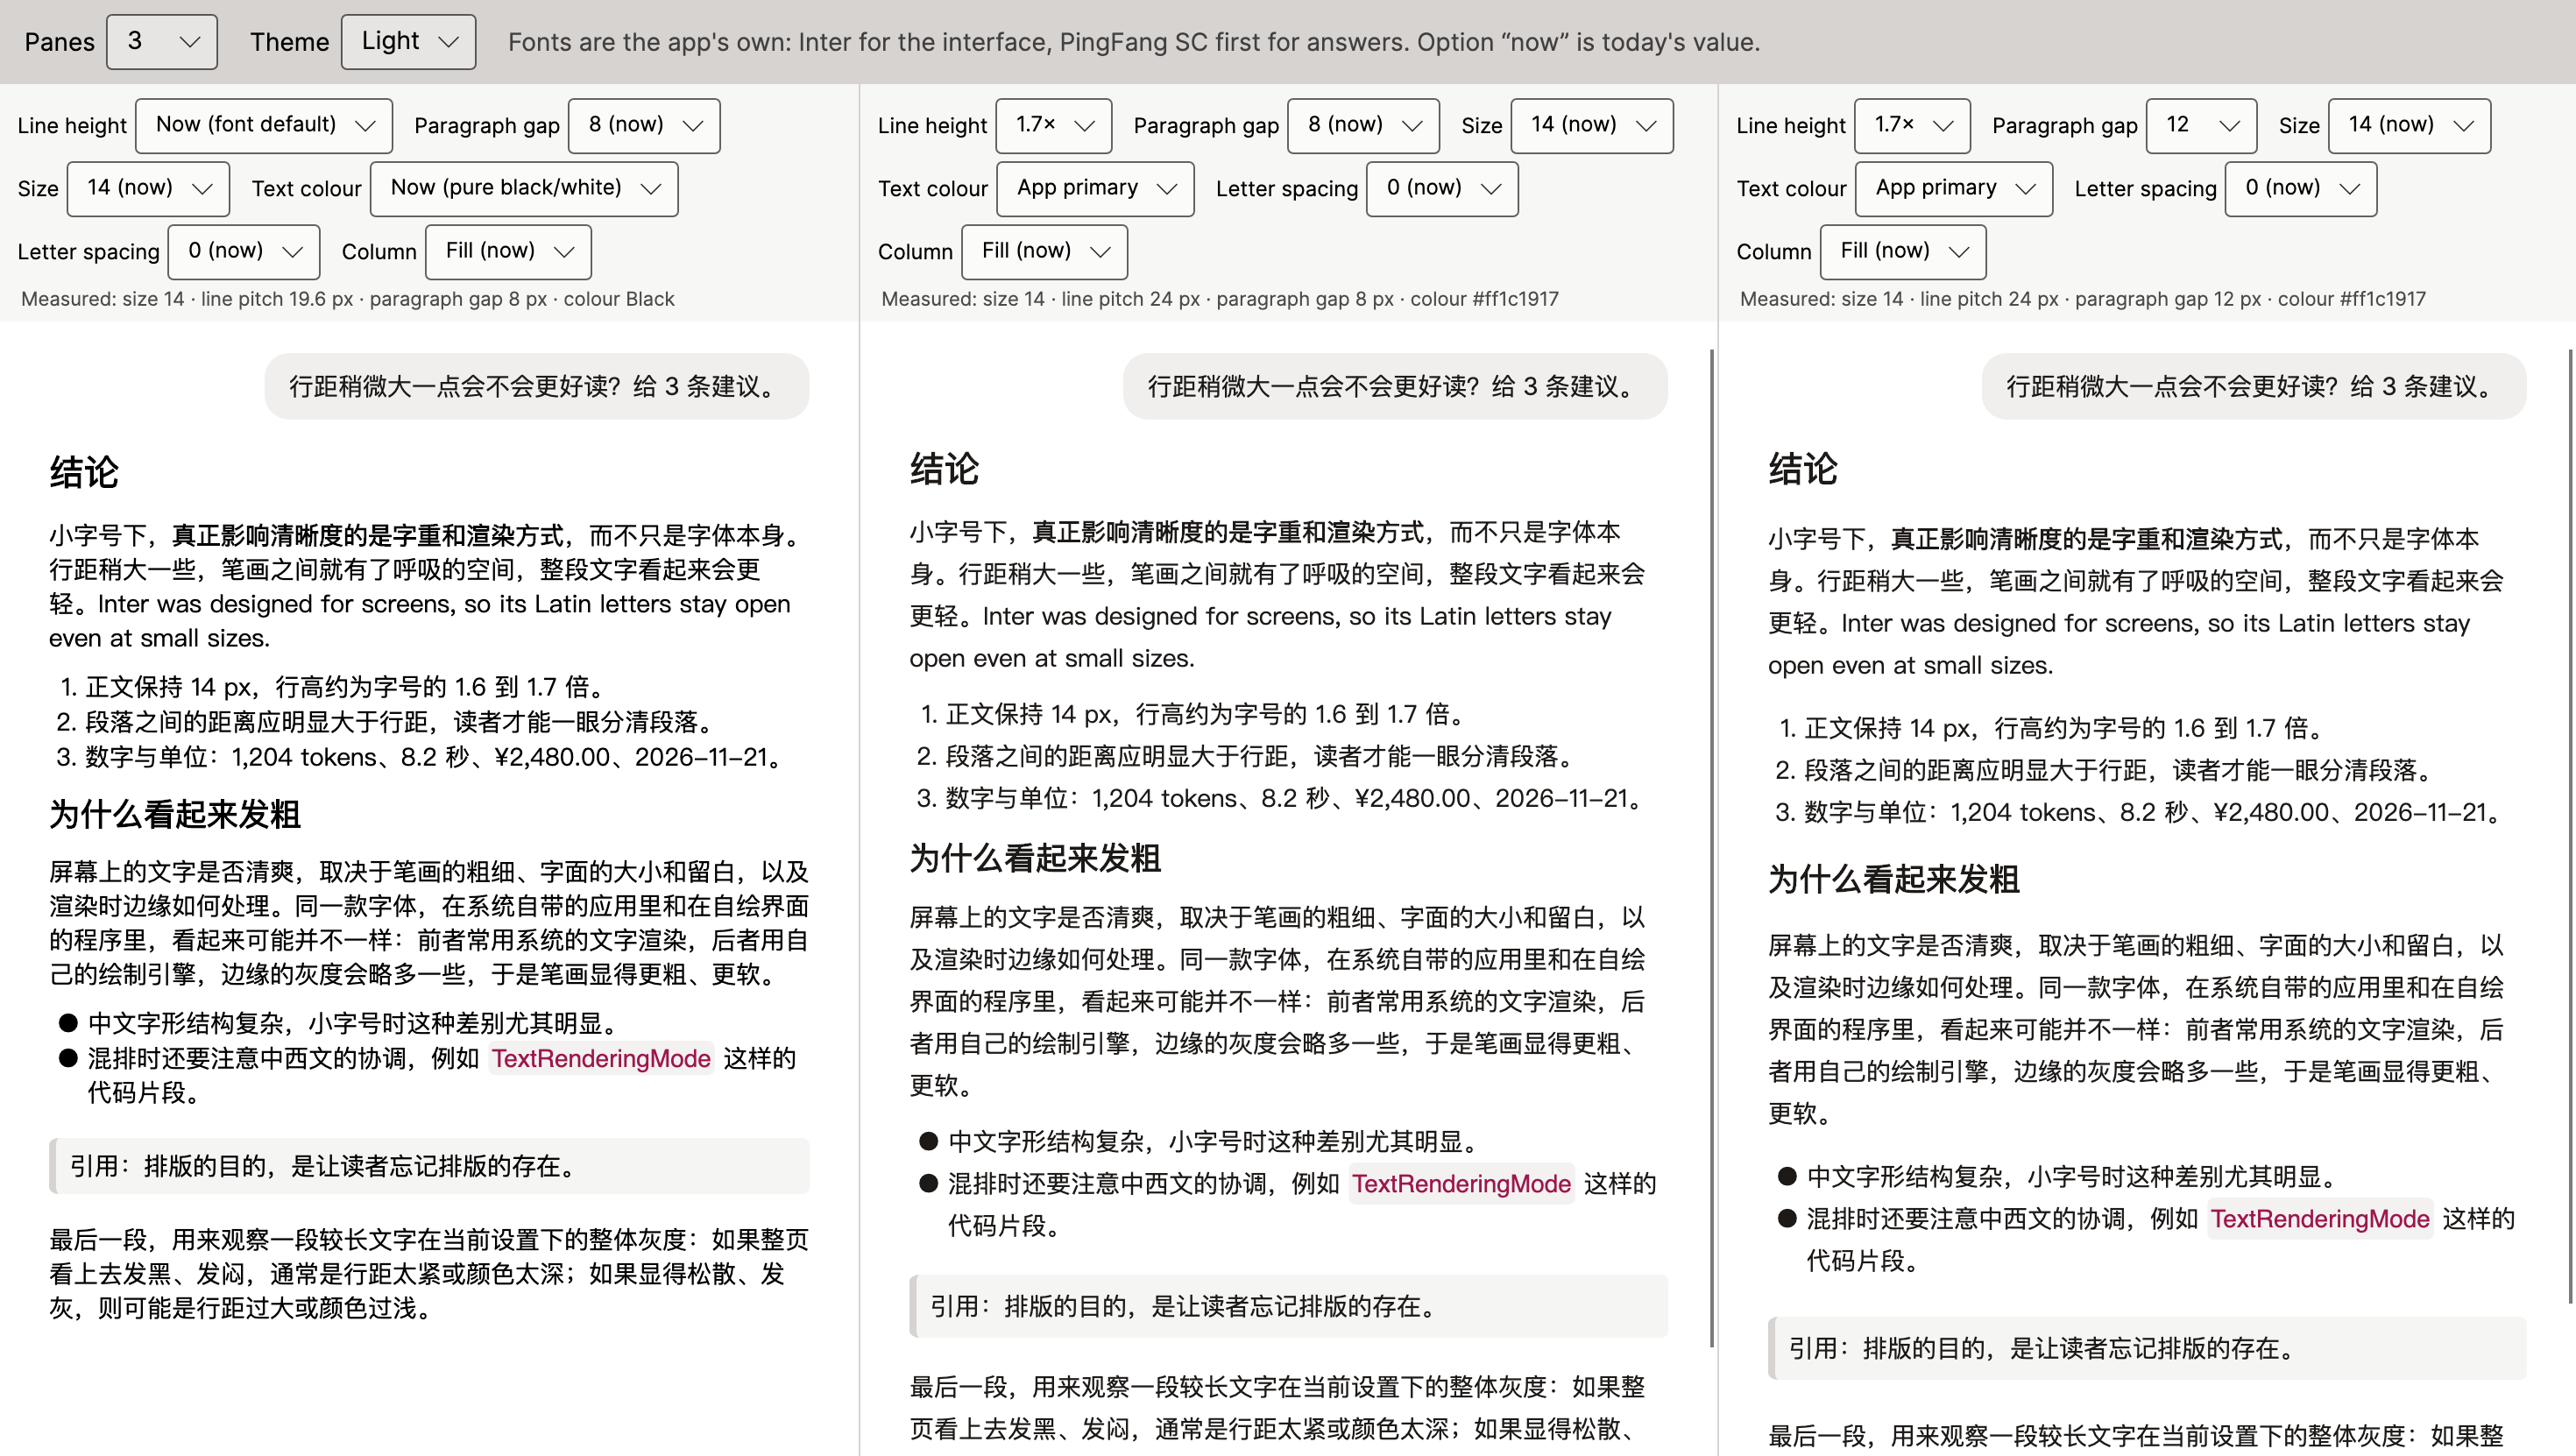 Panes 3 Theme Light Fonts are the app's own: Inter for the interface, PingFang SC first for answers. Option “now” is today's value.
Line height Now (font default) Paragraph gap 8 (now)
Size 14 (now) Text colour Now (pure black/white)
Letter spacing 0 (now) Column Fill (now)
Measured: size 14 · line pitch 19.6 px · paragraph gap 8 px · colour Black
行距稍微大一点会不会更好读？给 3 条建议。
结论
小字号下，真正影响清晰度的是字重和渲染方式，而不只是字体本身。
行距稍大一些，笔画之间就有了呼吸的空间，整段文字看起来会更
轻。Inter was designed for screens, so its Latin letters stay open
even at small sizes.
1. 正文保持 14 px，行高约为字号的 1.6 到 1.7 倍。
2. 段落之间的距离应明显大于行距，读者才能一眼分清段落。
3. 数字与单位：1,204 tokens、8.2 秒、¥2,480.00、2026-11-21。
为什么看起来发粗
屏幕上的文字是否清爽，取决于笔画的粗细、字面的大小和留白，以及
渲染时边缘如何处理。同一款字体，在系统自带的应用里和在自绘界面
的程序里，看起来可能并不一样：前者常用系统的文字渲染，后者用自
己的绘制引擎，边缘的灰度会略多一些，于是笔画显得更粗、更软。
● 中文字形结构复杂，小字号时这种差别尤其明显。
● 混排时还要注意中西文的协调，例如 TextRenderingMode 这样的
代码片段。
引用：排版的目的，是让读者忘记排版的存在。
最后一段，用来观察一段较长文字在当前设置下的整体灰度：如果整页
看上去发黑、发闷，通常是行距太紧或颜色太深；如果显得松散、发
灰，则可能是行距过大或颜色过浅。
Line height 1.7× Paragraph gap 8 (now) Size 14 (now)
Text colour App primary Letter spacing 0 (now)
Column Fill (now)
Measured: size 14 · line pitch 24 px · paragraph gap 8 px · colour #ff1c1917
行距稍微大一点会不会更好读？给 3 条建议。
结论
小字号下，真正影响清晰度的是字重和渲染方式，而不只是字体本
身。行距稍大一些，笔画之间就有了呼吸的空间，整段文字看起来会
更轻。Inter was designed for screens, so its Latin letters stay
open even at small sizes.
1. 正文保持 14 px，行高约为字号的 1.6 到 1.7 倍。
2. 段落之间的距离应明显大于行距，读者才能一眼分清段落。
3. 数字与单位：1,204 tokens、8.2 秒、¥2,480.00、2026-11-21。
为什么看起来发粗
屏幕上的文字是否清爽，取决于笔画的粗细、字面的大小和留白，以
及渲染时边缘如何处理。同一款字体，在系统自带的应用里和在自绘
界面的程序里，看起来可能并不一样：前者常用系统的文字渲染，后
者用自己的绘制引擎，边缘的灰度会略多一些，于是笔画显得更粗、
更软。
● 中文字形结构复杂，小字号时这种差别尤其明显。
● 混排时还要注意中西文的协调，例如 TextRenderingMode 这样的
代码片段。
引用：排版的目的，是让读者忘记排版的存在。
最后一段，用来观察一段较长文字在当前设置下的整体灰度：如果整
页看上去发黑、发闷，通常是行距太紧或颜色太深；如果显得松散、
Line height 1.7× Paragraph gap 12 Size 14 (now)
Text colour App primary Letter spacing 0 (now)
Column Fill (now)
Measured: size 14 · line pitch 24 px · paragraph gap 12 px · colour #ff1c1917
行距稍微大一点会不会更好读？给 3 条建议。
结论
小字号下，真正影响清晰度的是字重和渲染方式，而不只是字体本
身。行距稍大一些，笔画之间就有了呼吸的空间，整段文字看起来会
更轻。Inter was designed for screens, so its Latin letters stay
open even at small sizes.
1. 正文保持 14 px，行高约为字号的 1.6 到 1.7 倍。
2. 段落之间的距离应明显大于行距，读者才能一眼分清段落。
3. 数字与单位：1,204 tokens、8.2 秒、¥2,480.00、2026-11-21。
为什么看起来发粗
屏幕上的文字是否清爽，取决于笔画的粗细、字面的大小和留白，以
及渲染时边缘如何处理。同一款字体，在系统自带的应用里和在自绘
界面的程序里，看起来可能并不一样：前者常用系统的文字渲染，后
者用自己的绘制引擎，边缘的灰度会略多一些，于是笔画显得更粗、
更软。
● 中文字形结构复杂，小字号时这种差别尤其明显。
● 混排时还要注意中西文的协调，例如 TextRenderingMode 这样的
代码片段。
引用：排版的目的，是让读者忘记排版的存在。
最后一段，用来观察一段较长文字在当前设置下的整体灰度：如果整